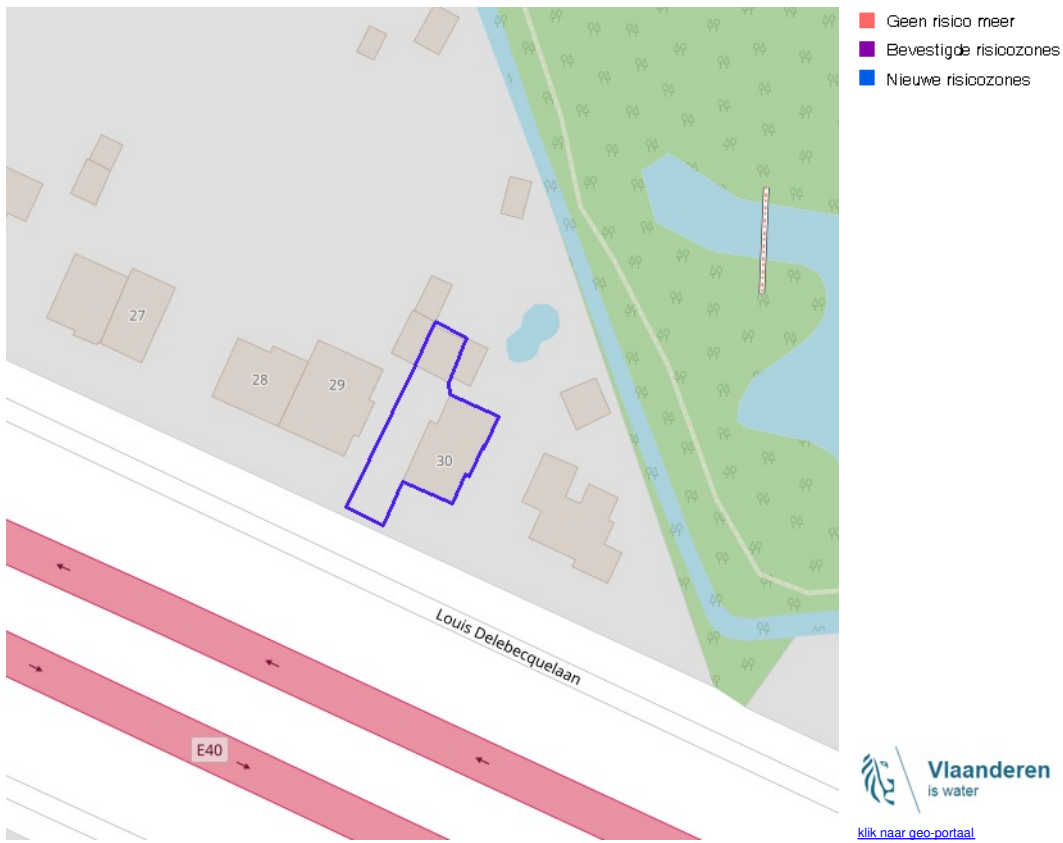 Geen risico meer
Bevestigde risicozones
Nieuwe risicozones
27
28
29
30
Louis Delebecquelaan
E40
Vlaanderen
is water
klik naar geo-portaal